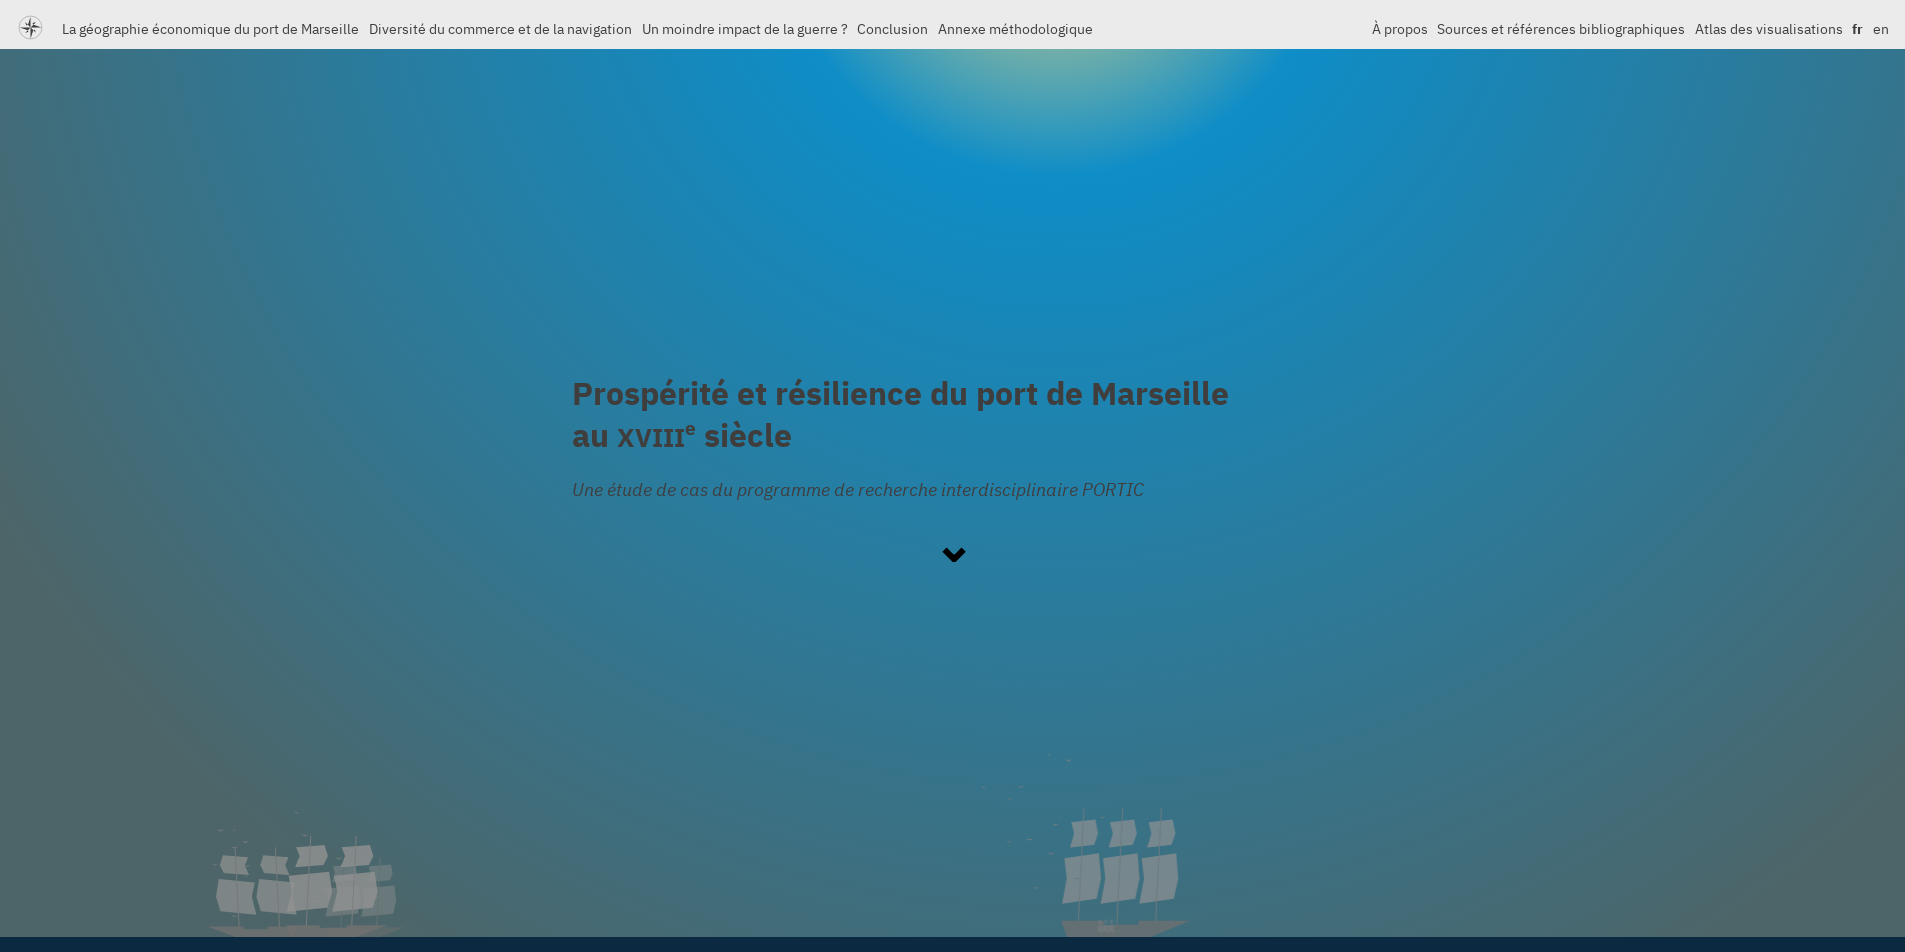 La géographie économique du port de Marseille Diversité du commerce et de la navigation Un moindre impact de la guerre ? Conclusion Annexe méthodologique À propos Sources et références bibliographiques Atlas des visualisations fr en
Prospérité et résilience du port de Marseille
au XVIIIe siècle
Une étude de cas du programme de recherche interdisciplinaire PORTIC